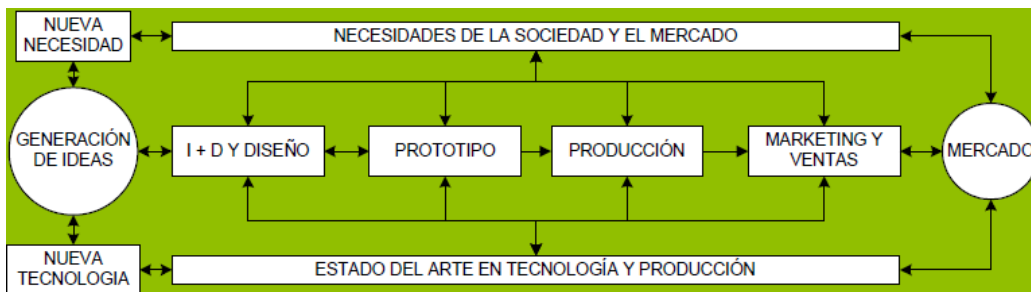 NUEVA
NECESIDAD
NECESIDADES DE LA SOCIEDAD Y EL MERCADO
GENERACIÓN
DE IDEAS
I + D Y DISEÑO
PROTOTIPO
PRODUCCIÓN
MARKETING Y
VENTAS
MERCADO
NUEVA
TECNOLOGIA
ESTADO DEL ARTE EN TECNOLOGÍA Y PRODUCCIÓN